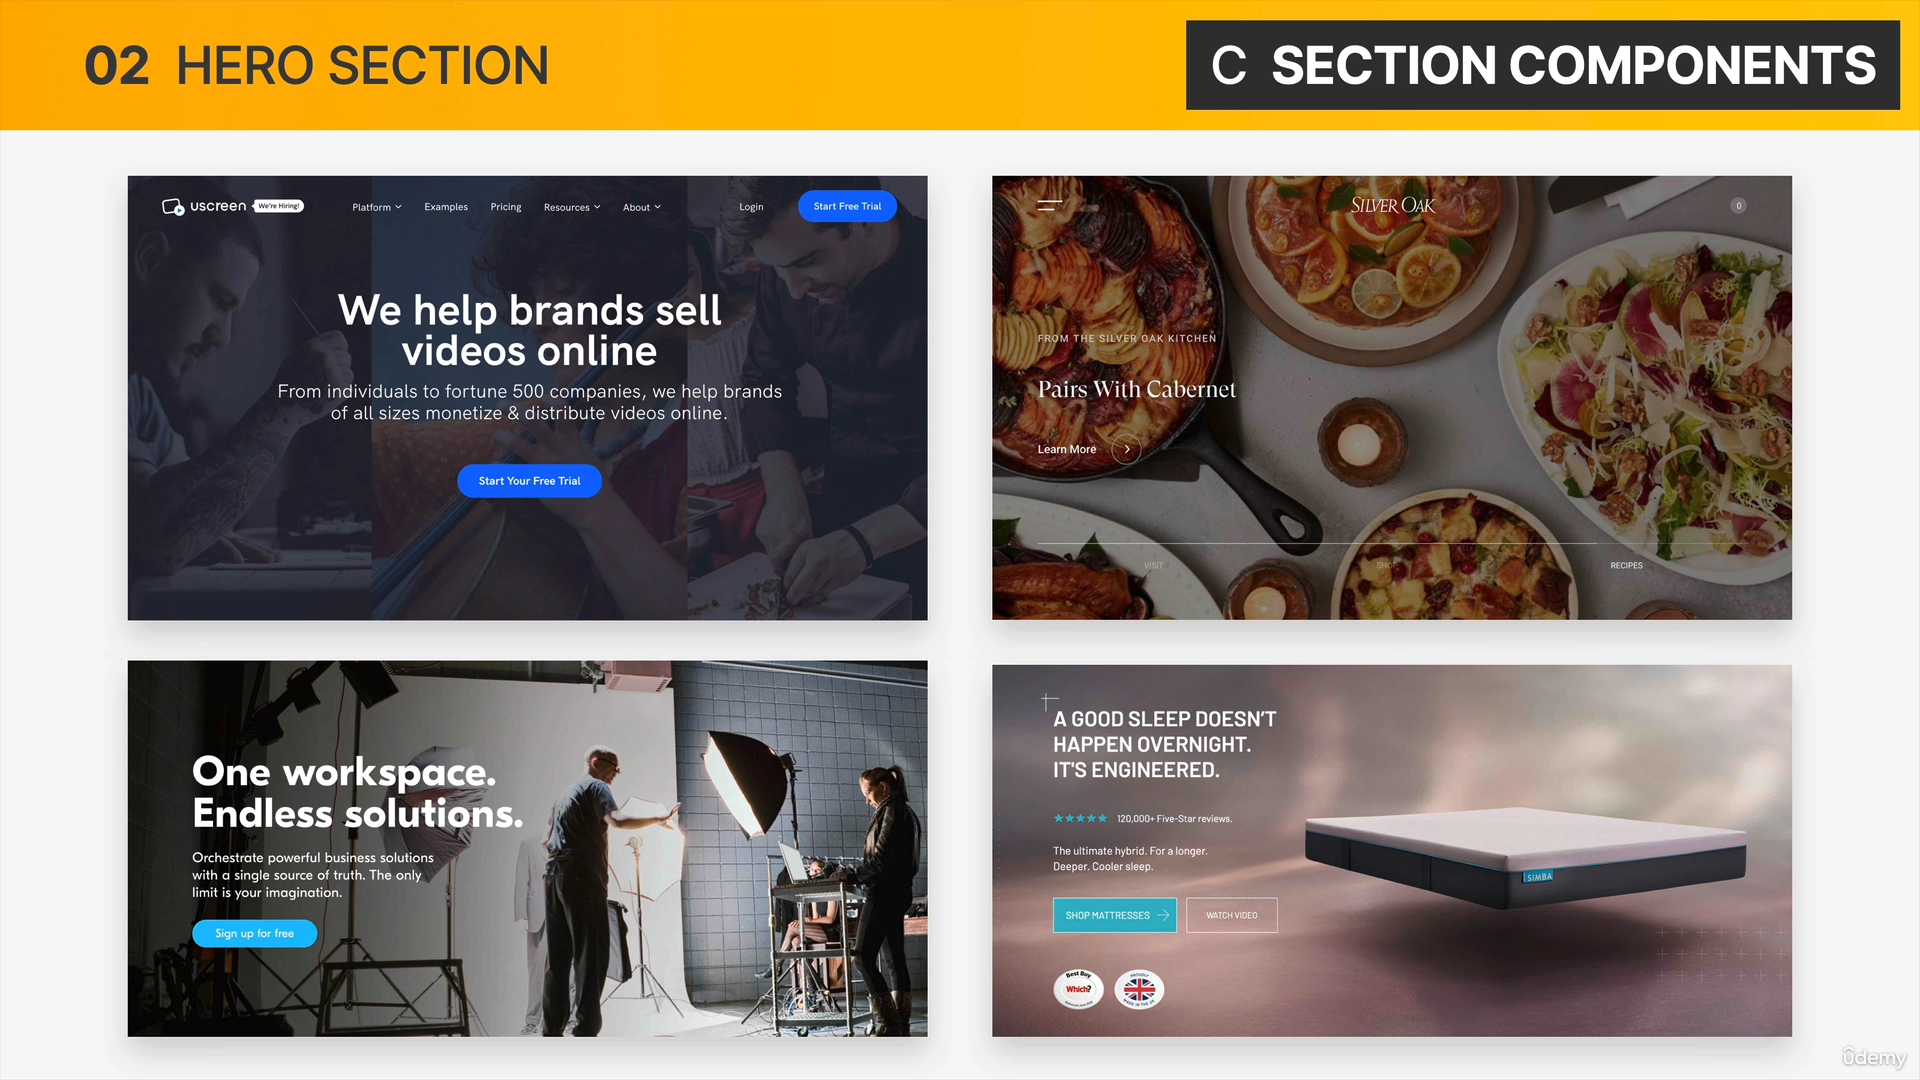 02 HERO SECTION
C SECTION COMPONENTS
uscreen We're Hiring! Platform Examples Pricing Resources About Login Start Free Trial
We help brands sell
videos online
From individuals to fortune 500 companies, we help brands
of all sizes monetize & distribute videos online.
Start Your Free Trial
SILVER OAK 0
FROM THE SILVER OAK KITCHEN
Pairs With Cabernet
Learn More
VISIT SHOP RECIPES
One workspace.
Endless solutions.
Orchestrate powerful business solutions
with a single source of truth. The only
limit is your imagination.
Sign up for free
A GOOD SLEEP DOESN'T
HAPPEN OVERNIGHT.
IT'S ENGINEERED.
120,000+ Five-Star reviews.
The ultimate hybrid. For a longer.
Deeper. Cooler sleep.
SHOP MATTRESSES WATCH VIDEO
SIMBA
Best Buy
Which?
PROUDLY
MADE IN THE UK
udemy